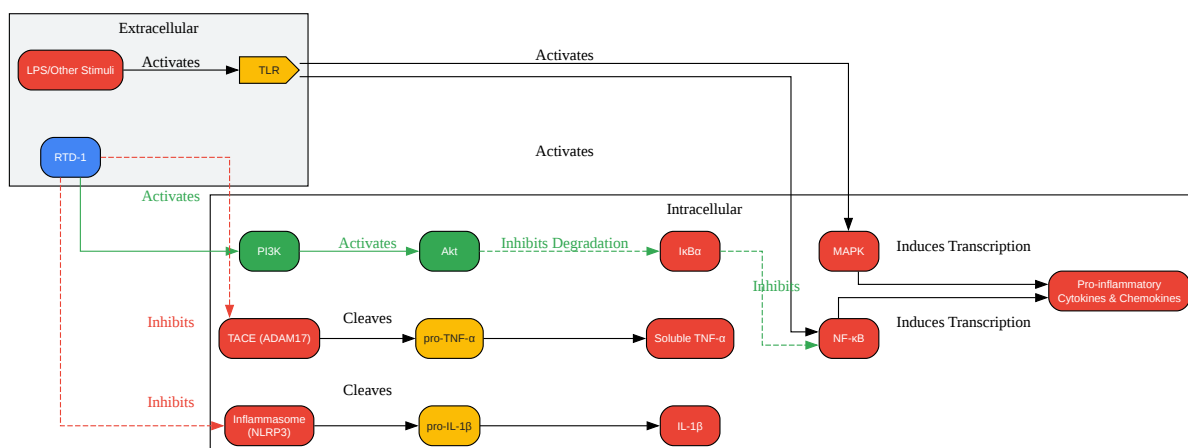 Extracellular
LPS/Other Stimuli
Activates
TLR
Activates
RTD-1
Activates
Activates
Intracellular
PI3K
Activates
Akt
Inhibits Degradation
IκBα
MAPK
Induces Transcription
Inhibits
Pro-inflammatory
Cytokines & Chemokines
Inhibits
TACE (ADAM17)
Cleaves
pro-TNF-α
Soluble TNF-α
NF-κB
Induces Transcription
Inhibits
Inflammasome
(NLRP3)
Cleaves
pro-IL-1β
IL-1β